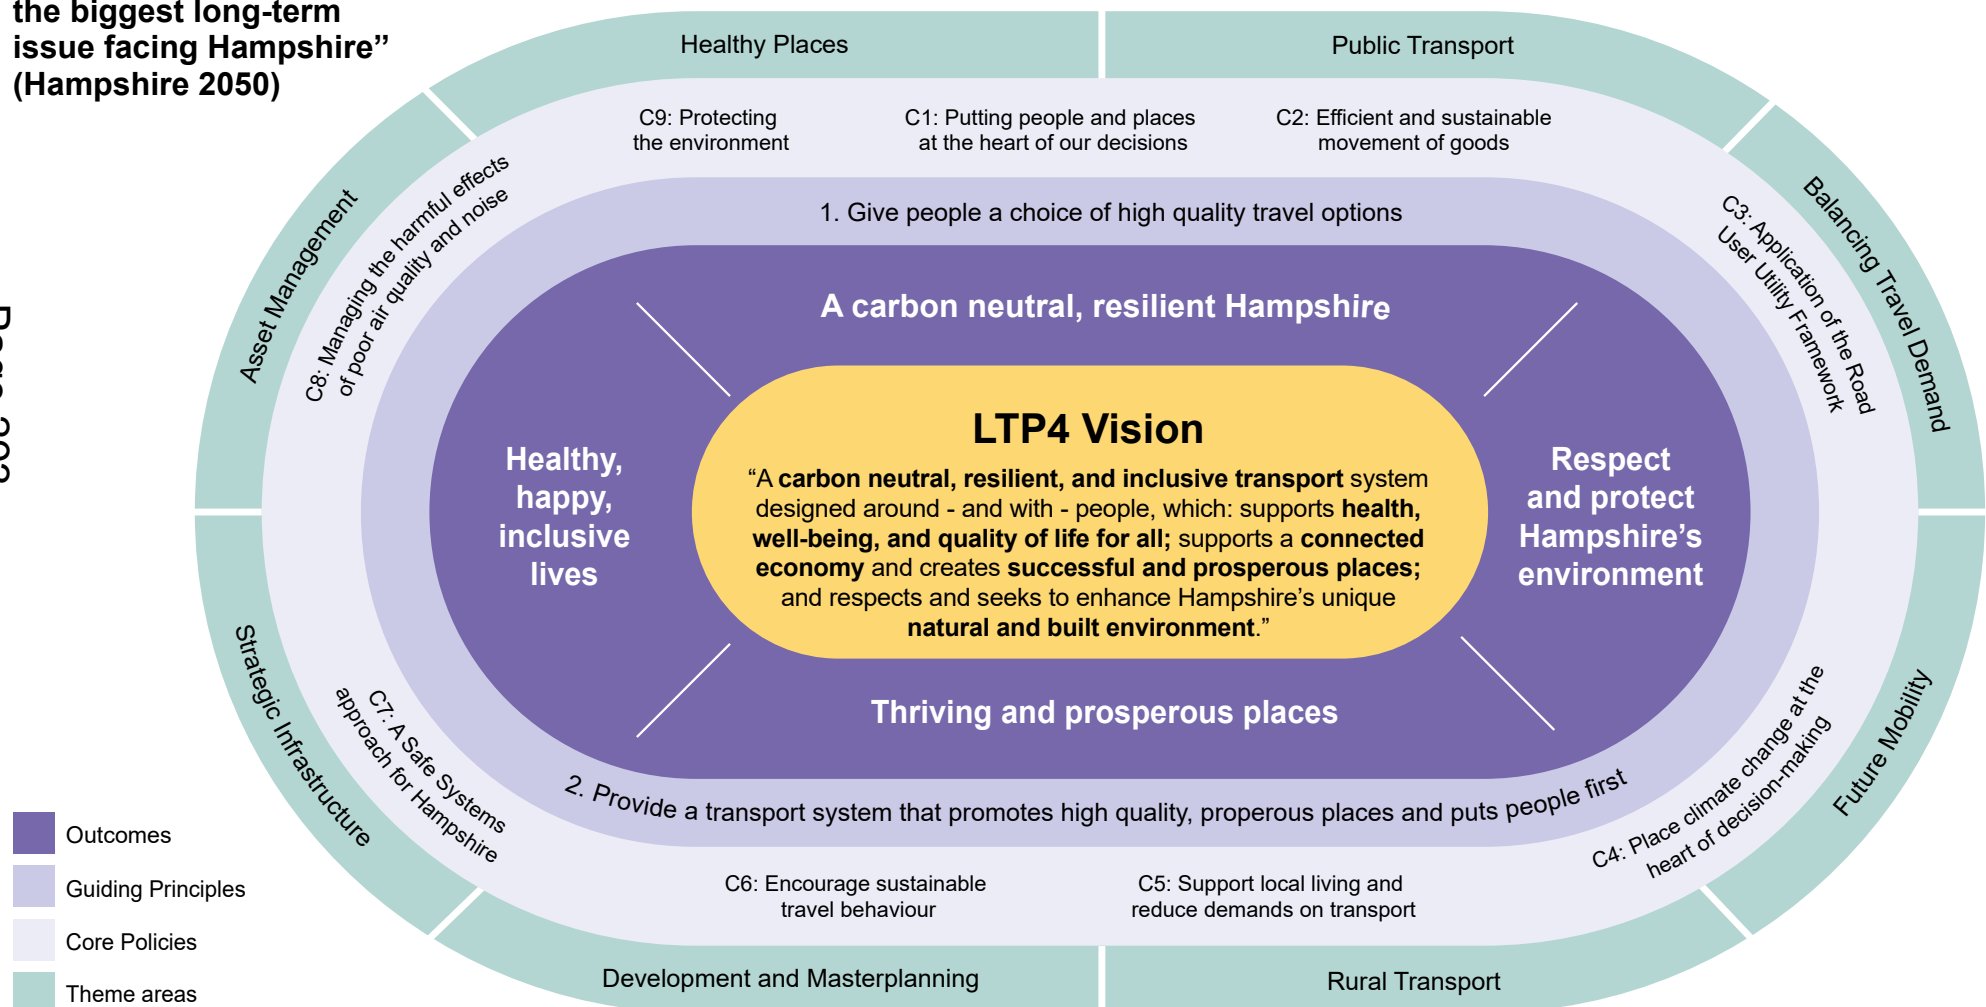 the biggest long-term
issue facing Hampshire”
(Hampshire 2050)
Healthy Places
Public Transport
Balancing Travel Demand
Future Mobility
Rural Transport
Development and Masterplanning
Strategic Infrastructure
Asset Management
C9: Protecting
the environment
C1: Putting people and places
at the heart of our decisions
C2: Efficient and sustainable
movement of goods
C3: Application of the Road
User Utility Framework
C4: Place climate change at the
heart of decision-making
C5: Support local living and
reduce demands on transport
C6: Encourage sustainable
travel behaviour
C7: A Safe Systems
approach for Hampshire
C8: Managing the harmful effects
of poor air quality and noise
1. Give people a choice of high quality travel options
2. Provide a transport system that promotes high quality, properous places and puts people first
A carbon neutral, resilient Hampshire
Healthy,
happy,
inclusive
lives
Respect
and protect
Hampshire’s
environment
Thriving and prosperous places
LTP4 Vision
“A carbon neutral, resilient, and inclusive transport system
designed around - and with - people, which: supports health,
well-being, and quality of life for all; supports a connected
economy and creates successful and prosperous places;
and respects and seeks to enhance Hampshire’s unique
natural and built environment.”
Outcomes
Guiding Principles
Core Policies
Theme areas